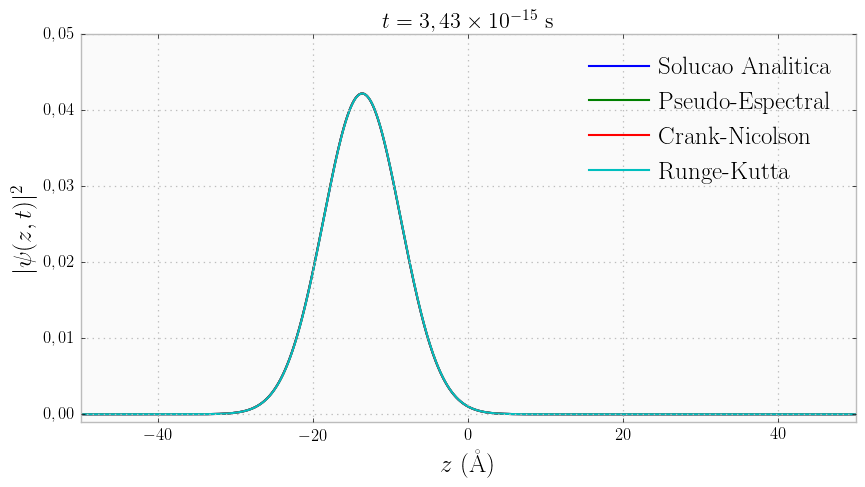 t = 3,43 × 10⁻¹⁵ s
0,05
0,04
0,03
0,02
0,01
0,00
|ψ(z, t)|²
Solucao Analitica
Pseudo-Espectral
Crank-Nicolson
Runge-Kutta
−40 −20 0 20 40
z (Å)